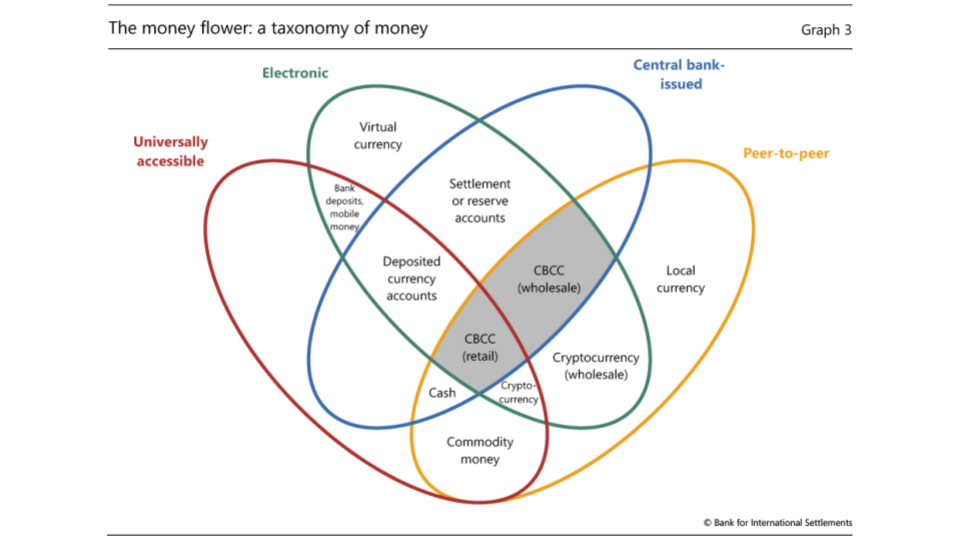 The money flower: a taxonomy of money
Graph 3
Electronic
Central bank-
issued
Universally
accessible
Peer-to-peer
Virtual
currency
Bank
deposits,
mobile
money
Settlement
or reserve
accounts
Deposited
currency
accounts
CBCC
(wholesale)
Local
currency
CBCC
(retail)
Cryptocurrency
(wholesale)
Cash
Crypto-
currency
Commodity
money
© Bank for International Settlements